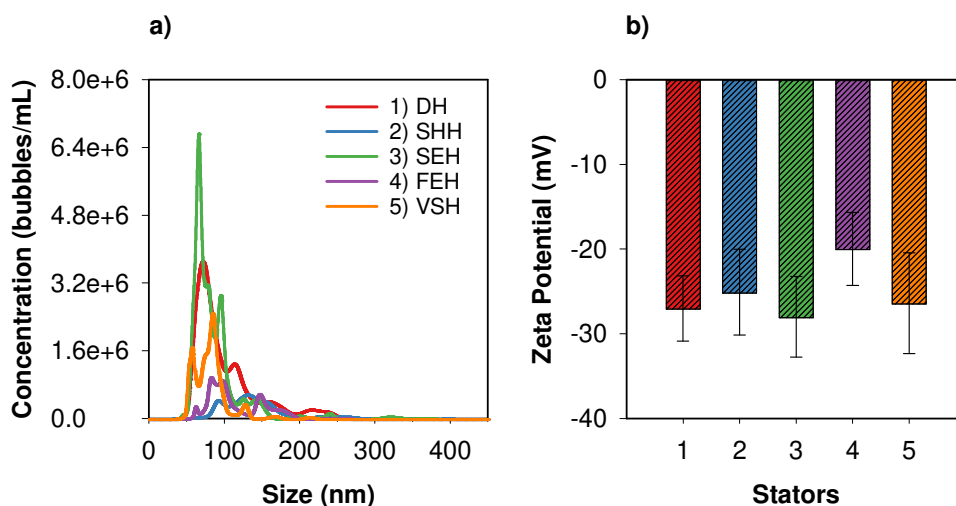 a)
Concentration (bubbles/mL)
8.0e+6
6.4e+6
4.8e+6
3.2e+6
1.6e+6
0.0
1) DH
2) SHH
3) SEH
4) FEH
5) VSH
0 100 200 300 400
Size (nm)
b)
Zeta Potential (mV)
0
-10
-20
-30
-40
1 2 3 4 5
Stators